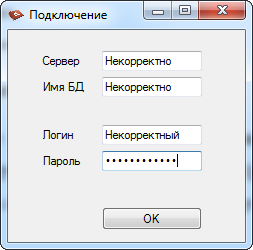 Подключение
Сервер Некорректно
Имя БД Некорректно
Логин Некорректный
Пароль ••••••••••••
OK